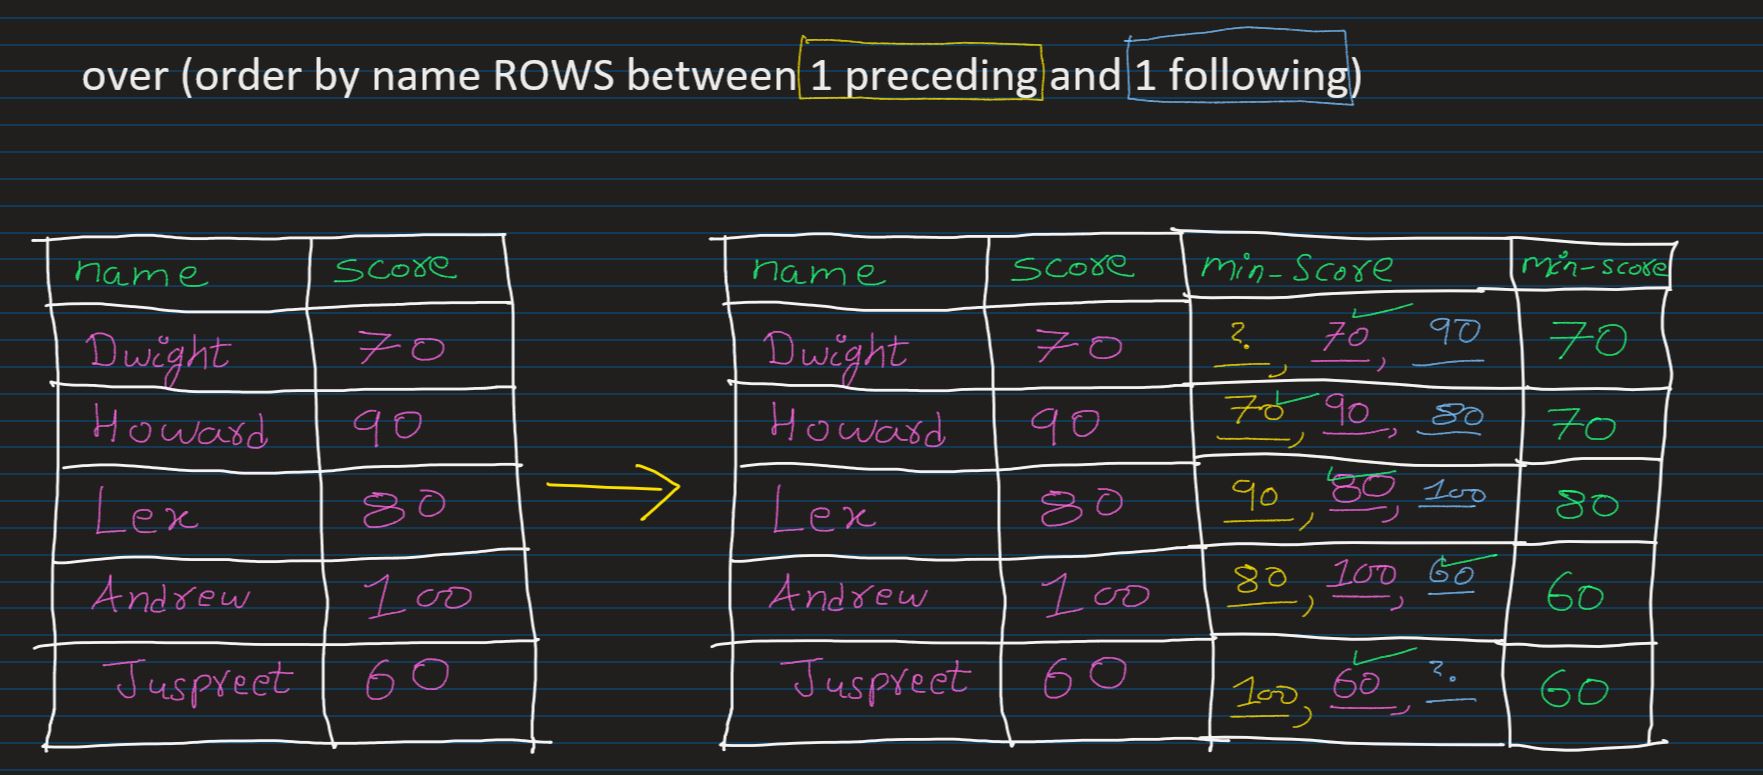 over (order by name ROWS between 1 preceding and 1 following)
name score
Dwight 70
Howard 90
Lex 80
Andrew 100
Juspreet 60
name score min-score min-score
Dwight 70 ?, 70, 90 70
Howard 90 70, 90, 80 70
Lex 80 90, 80, 100 80
Andrew 100 80, 100, 60 60
Juspreet 60 100, 60, ? 60